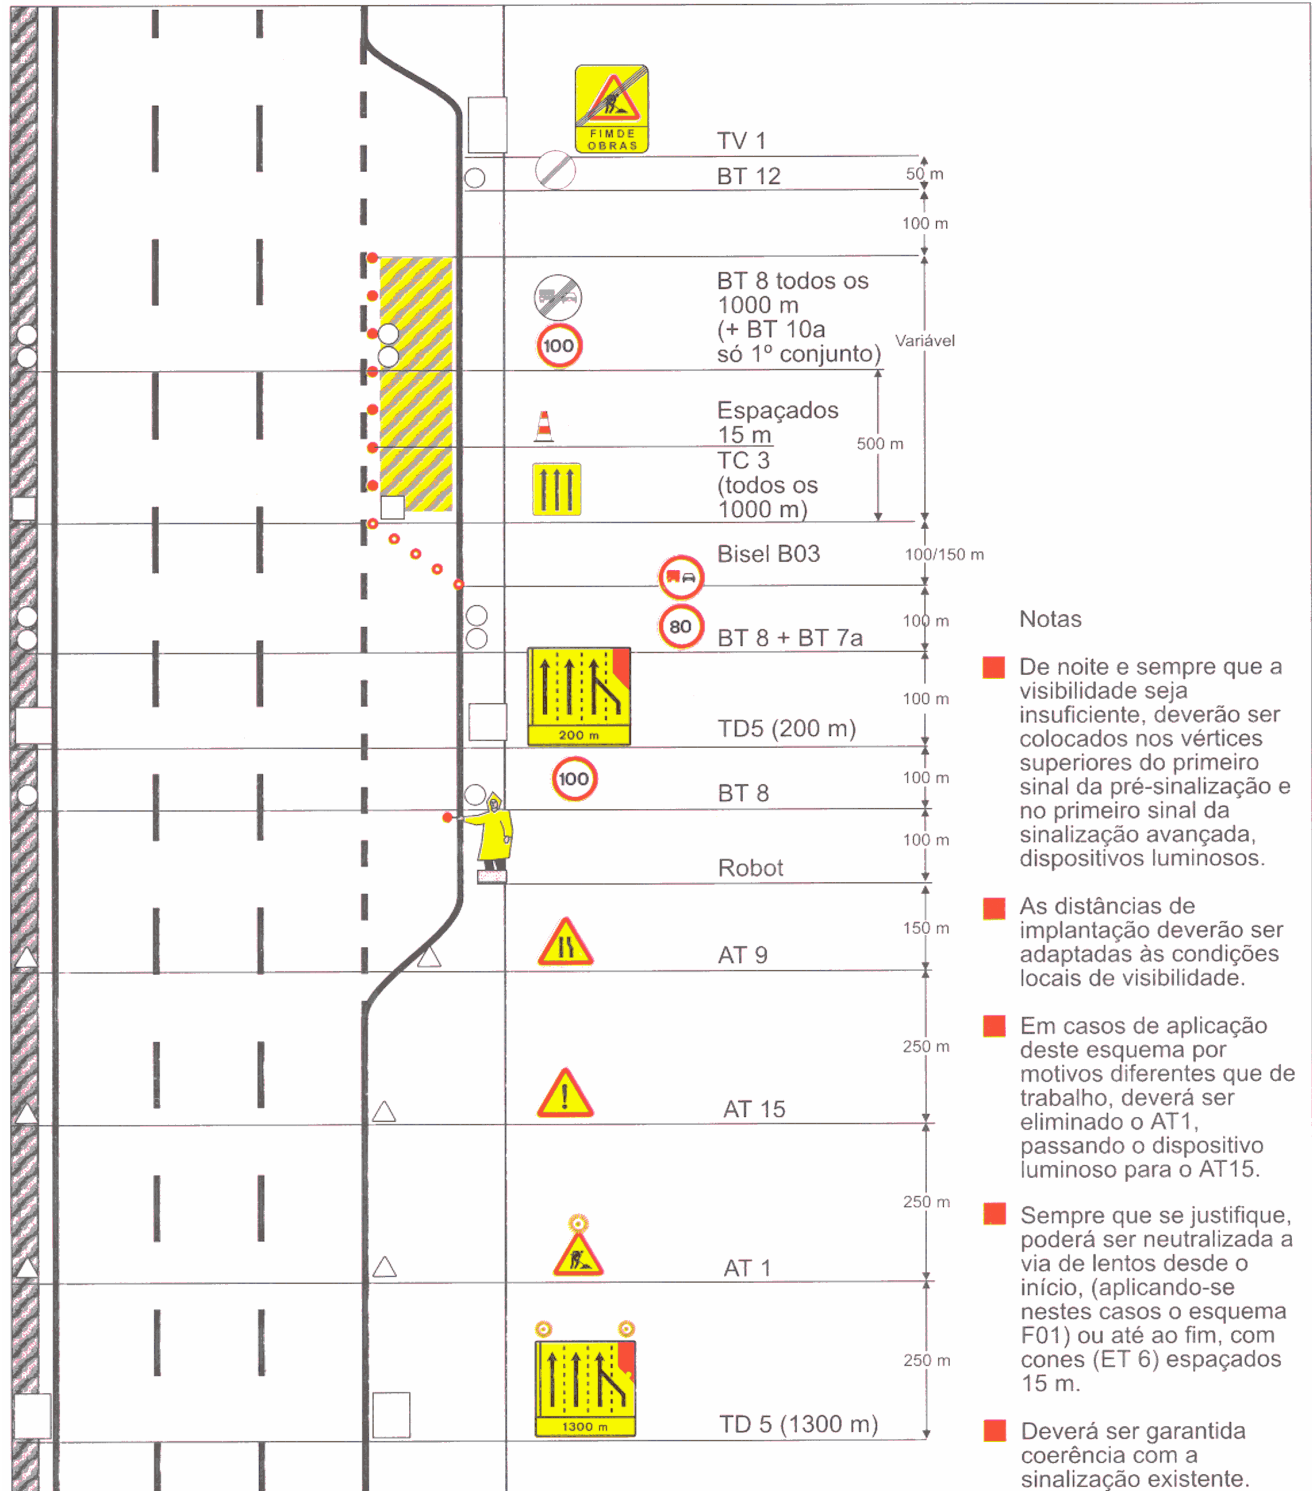 FIM DE
OBRAS
TV 1
BT 12
50 m
100 m
BT 8 todos os
1000 m
(+ BT 10a
só 1º conjunto)
100
Variável
Espaçados
15 m
500 m
TC 3
(todos os
1000 m)
Bisel B03
100/150 m
80
BT 8 + BT 7a
100 m
100 m
200 m
TD5 (200 m)
100
BT 8
100 m
100 m
Robot
150 m
AT 9
250 m
AT 15
250 m
AT 1
250 m
1300 m
TD 5 (1300 m)
Notas
De noite e sempre que a
visibilidade seja
insuficiente, deverão ser
colocados nos vértices
superiores do primeiro
sinal da pré-sinalização e
no primeiro sinal da
sinalização avançada,
dispositivos luminosos.
As distâncias de
implantação deverão ser
adaptadas às condições
locais de visibilidade.
Em casos de aplicação
deste esquema por
motivos diferentes que de
trabalho, deverá ser
eliminado o AT1,
passando o dispositivo
luminoso para o AT15.
Sempre que se justifique,
poderá ser neutralizada a
via de lentos desde o
início, (aplicando-se
nestes casos o esquema
F01) ou até ao fim, com
cones (ET 6) espaçados
15 m.
Deverá ser garantida
coerência com a
sinalização existente.